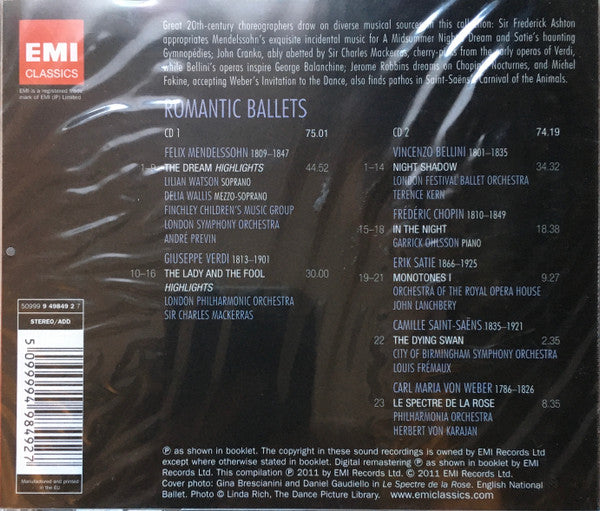 EMI
CLASSICS
EMI is a registered trade
mark of EMI (IP) Limited
Great 20th-century choreographers draw on diverse musical sources in this collection: Sir Frederick Ashton
appropriates Mendelssohn's exquisite incidental music for A Midsummer Night's Dream and Satie's haunting
Gymnopédies; John Cranko, ably abetted by Sir Charles Mackerras, cherry-picks from the early operas of Verdi,
while Bellini's operas inspire George Balanchine; Jerome Robbins dreams on Chopin Nocturnes, and Michel
Fokine, accepting Weber's Invitation to the Dance, also finds pathos in Saint-Saëns' Carnival of the Animals.
ROMANTIC BALLETS
CD 1 75.01
FELIX MENDELSSOHN 1809–1847
THE DREAM HIGHLIGHTS 44.52
LILIAN WATSON SOPRANO
DELIA WALLIS MEZZO-SOPRANO
FINCHLEY CHILDREN'S MUSIC GROUP
LONDON SYMPHONY ORCHESTRA
ANDRÉ PREVIN
GIUSEPPE VERDI 1813–1901
10–16 THE LADY AND THE FOOL 30.00
HIGHLIGHTS
LONDON PHILHARMONIC ORCHESTRA
SIR CHARLES MACKERRAS
CD 2 74.19
VINCENZO BELLINI 1801–1835
1–14 NIGHT SHADOW 34.32
LONDON FESTIVAL BALLET ORCHESTRA
TERENCE KERN
FRÉDÉRIC CHOPIN 1810–1849
15–18 IN THE NIGHT 18.38
GARRICK OHLSSON PIANO
ERIK SATIE 1866–1925
19–21 MONOTONES I 9.27
ORCHESTRA OF THE ROYAL OPERA HOUSE
JOHN LANCHBERY
CAMILLE SAINT-SAËNS 1835–1921
22 THE DYING SWAN 2.35
CITY OF BIRMINGHAM SYMPHONY ORCHESTRA
LOUIS FRÉMAUX
CARL MARIA VON WEBER 1786–1826
23 LE SPECTRE DE LA ROSE 8.35
PHILHARMONIA ORCHESTRA
HERBERT VON KARAJAN
50999 9 49849 2 7
STEREO/ADD
5 099994 984927
Manufactured and printed
in the EU
℗ as shown in booklet. The copyright in these sound recordings is owned by EMI Records Ltd
except where otherwise stated in booklet. Digital remastering ℗ as shown in booklet by EMI
Records Ltd. This compilation ℗ 2011 by EMI Records Ltd. © 2011 EMI Records Ltd.
Cover photo: Gina Brescianini and Daniel Gaudiello in Le Spectre de la Rose. English National
Ballet. Photo © Linda Rich, The Dance Picture Library. www.emiclassics.com